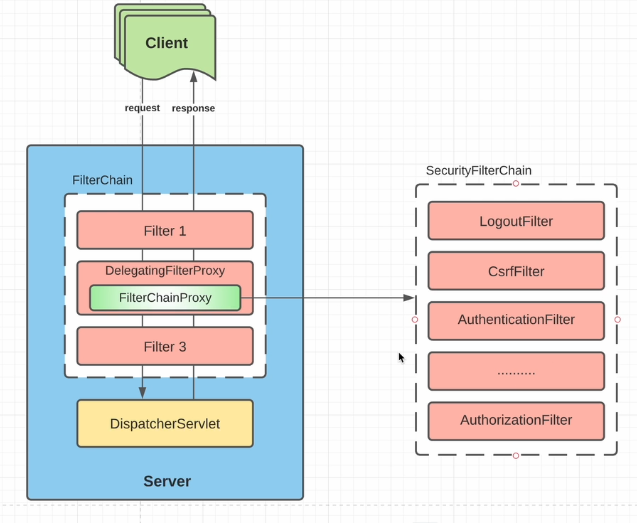 Client
request
response
FilterChain
Filter 1
DelegatingFilterProxy
FilterChainProxy
Filter 3
DispatcherServlet
Server
SecurityFilterChain
LogoutFilter
CsrfFilter
AuthenticationFilter
..........
AuthorizationFilter